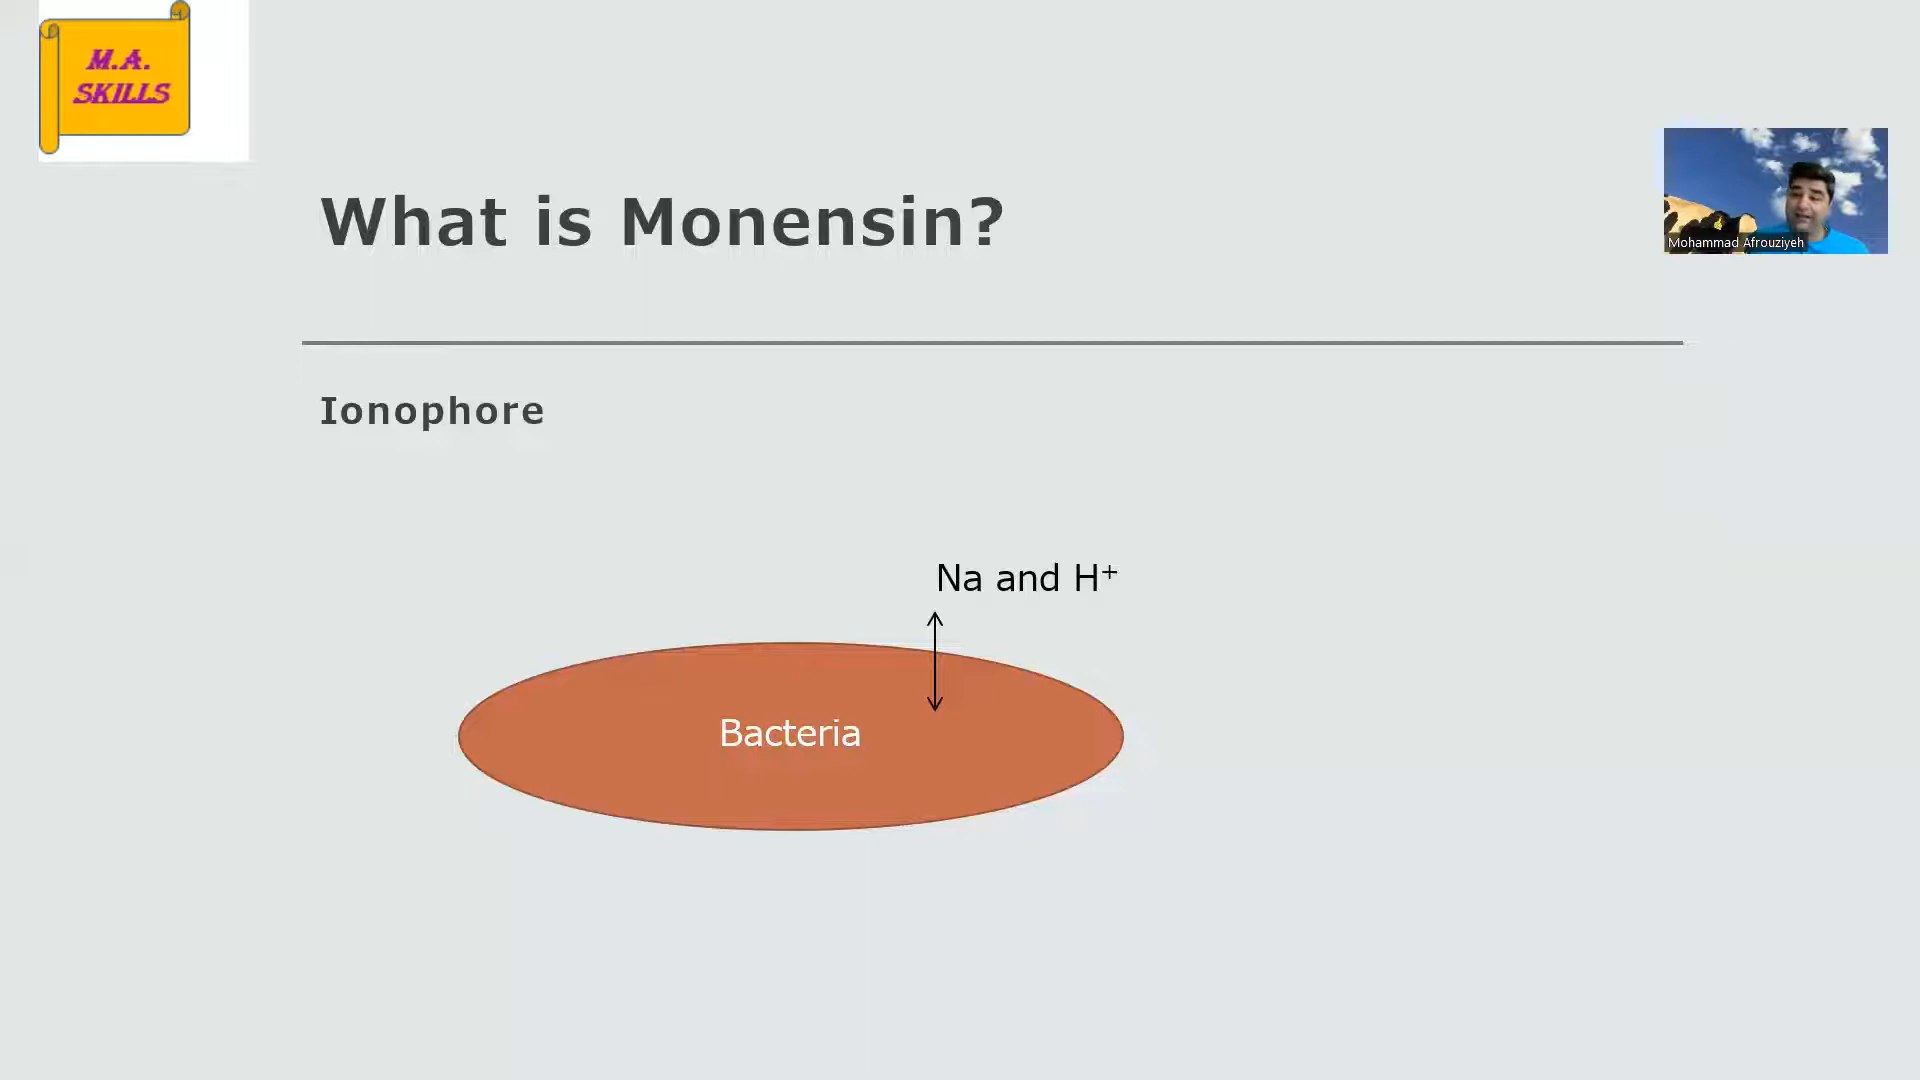 M.A.
SKILLS
What is Monensin?
Mohammad Afrouziyeh
Ionophore
Na and H⁺
Bacteria